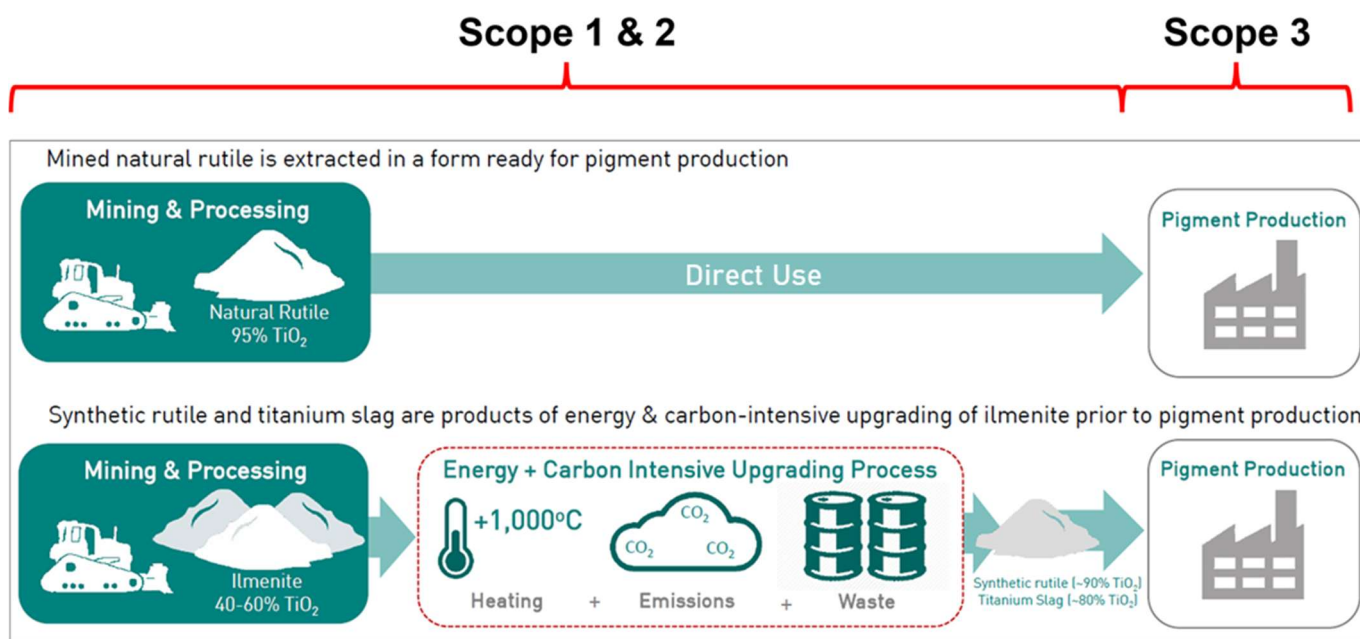 Scope 1 & 2
Scope 3
Mined natural rutile is extracted in a form ready for pigment production
Mining & Processing
Natural Rutile
95% TiO₂
Direct Use
Pigment Production
Synthetic rutile and titanium slag are products of energy & carbon-intensive upgrading of ilmenite prior to pigment production
Mining & Processing
Ilmenite
40-60% TiO₂
Energy + Carbon Intensive Upgrading Process
+1,000°C
CO₂
CO₂
CO₂
Heating + Emissions + Waste
Synthetic rutile (~90% TiO₂)
Titanium Slag (~80% TiO₂)
Pigment Production